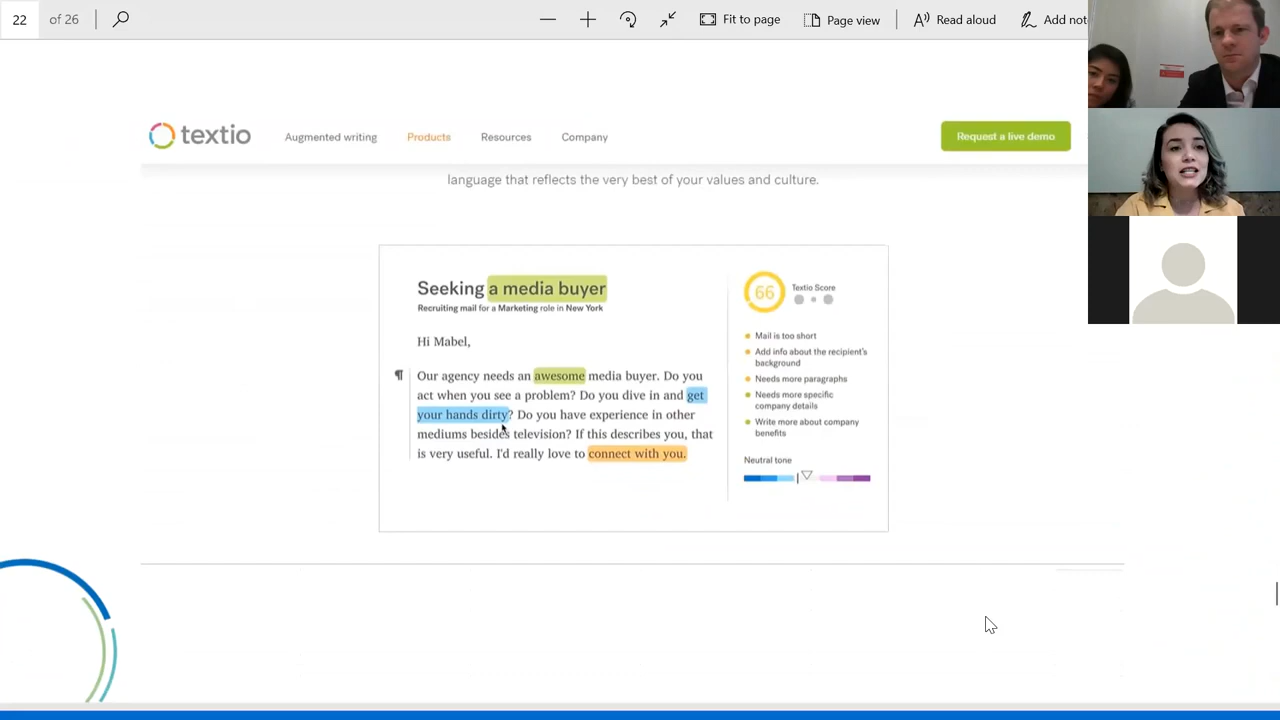 22 of 26 Fit to page Page view Read aloud Add not
textio Augmented writing Products Resources Company Request a live demo
language that reflects the very best of your values and culture.
Seeking a media buyer
Recruiting mail for a Marketing role in New York
Hi Mabel,
¶ Our agency needs an awesome media buyer. Do you
act when you see a problem? Do you dive in and get
your hands dirty? Do you have experience in other
mediums besides television? If this describes you, that
is very useful. I'd really love to connect with you.
66 Textio Score
Mail is too short
Add info about the recipient's
background
Needs more paragraphs
Needs more specific
company details
Write more about company
benefits
Neutral tone